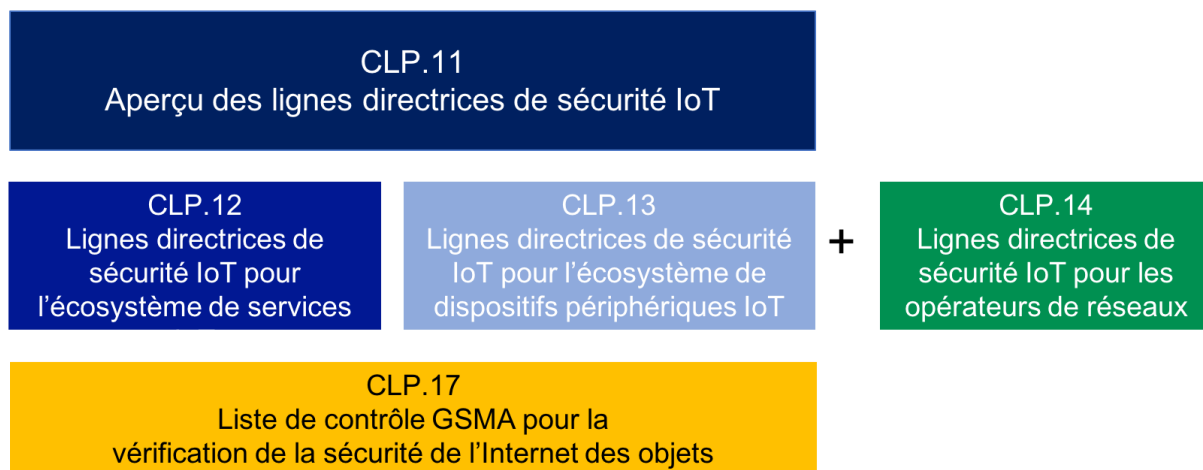 CLP.11
Aperçu des lignes directrices de sécurité IoT
CLP.12
Lignes directrices de
sécurité IoT pour
l’écosystème de services
CLP.13
Lignes directrices de sécurité
IoT pour l’écosystème de
dispositifs périphériques IoT
+
CLP.14
Lignes directrices de
sécurité IoT pour les
opérateurs de réseaux
CLP.17
Liste de contrôle GSMA pour la
vérification de la sécurité de l’Internet des objets